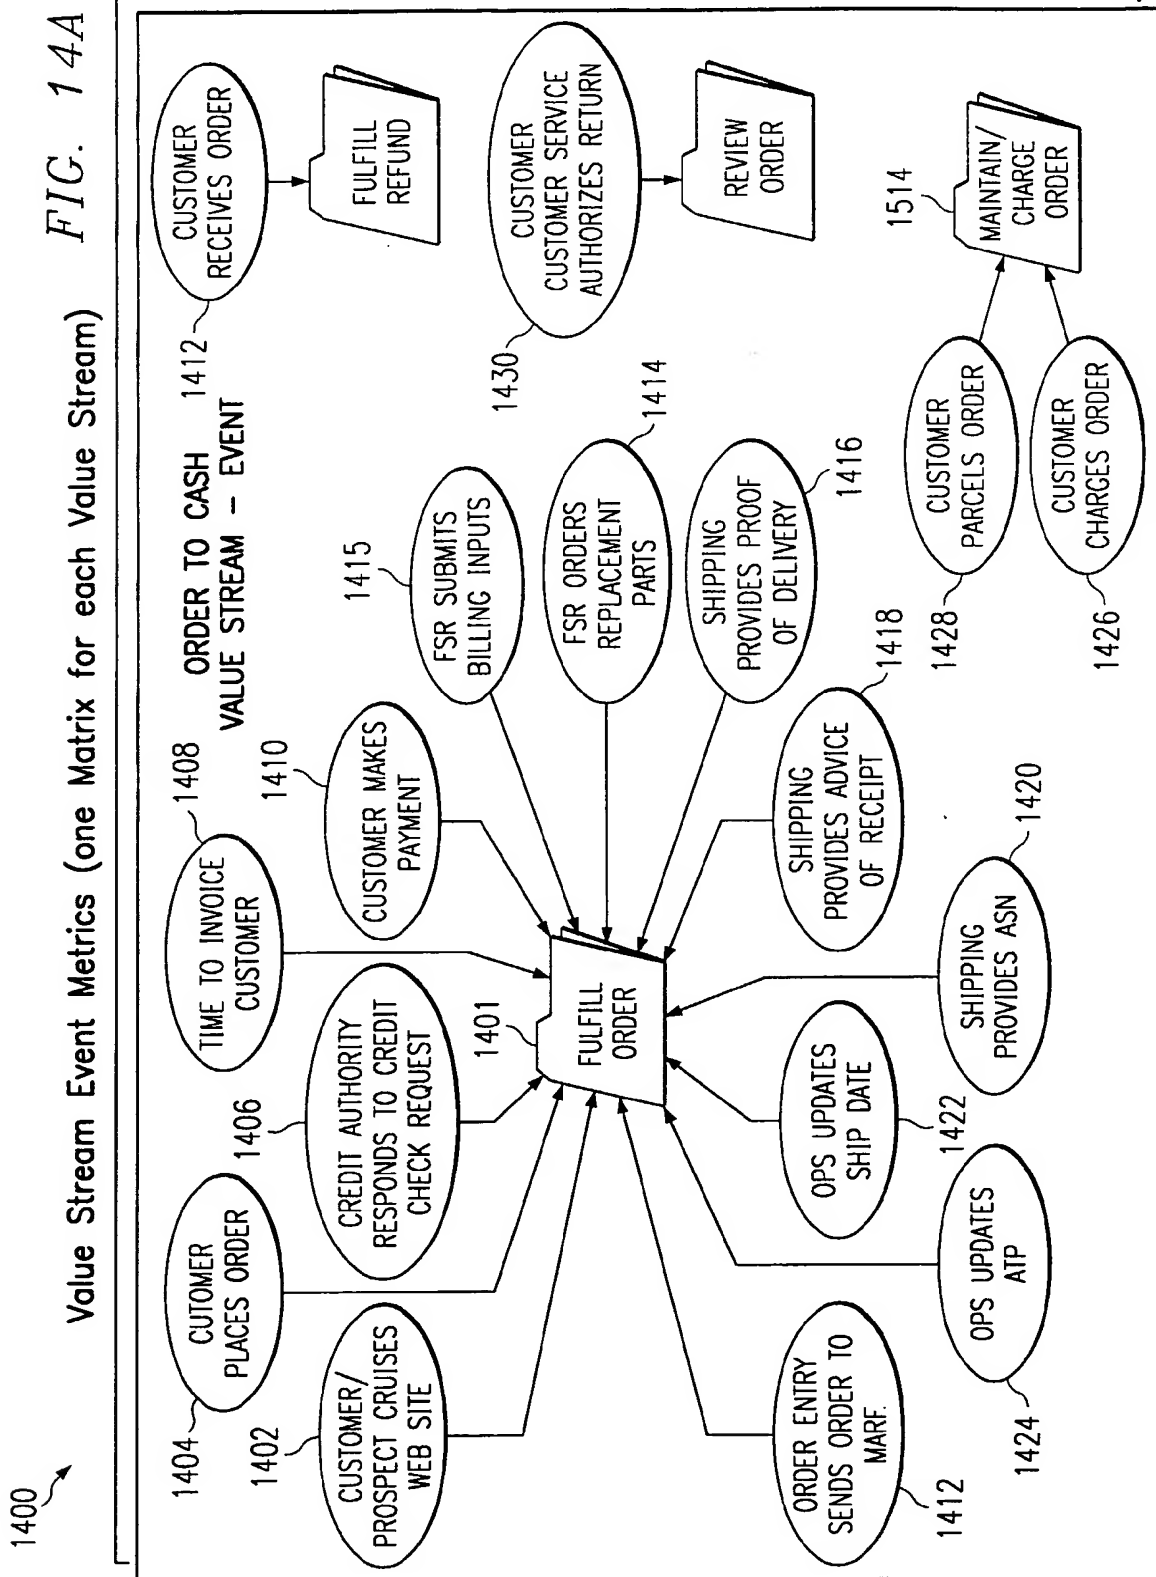 1400
Value Stream Event Metrics (one Matrix for each Value Stream)
FIG. 14A
ORDER TO CASH
VALUE STREAM – EVENT
1404
CUTOMER
PLACES ORDER
1408
TIME TO INVOICE
CUSTOMER
1412
CUSTOMER
RECEIVES ORDER
FULFILL
REFUND
1402
CUSTOMER/
PROSPECT CRUISES
WEB SITE
1406
CREDIT AUTHORITY
RESPONDS TO CREDIT
CHECK REQUEST
1410
CUSTOMER MAKES
PAYMENT
1415
FSR SUBMITS
BILLING INPUTS
1430
CUSTOMER
CUSTOMER SERVICE
AUTHORIZES RETURN
REVIEW
ORDER
1401
FULFILL
ORDER
1414
FSR ORDERS
REPLACEMENT
PARTS
SHIPPING
PROVIDES PROOF
OF DELIVERY
1416
ORDER ENTRY
SENDS ORDER TO
MARF.
1412
OPS UPDATES
SHIP DATE
1422
SHIPPING
PROVIDES ADVICE
OF RECEIPT
1418
OPS UPDATES
ATP
1424
SHIPPING
PROVIDES ASN
1420
1514
MAINTAIN/
CHARGE
ORDER
CUSTOMER
PARCELS ORDER
1428
CUSTOMER
CHARGES ORDER
1426